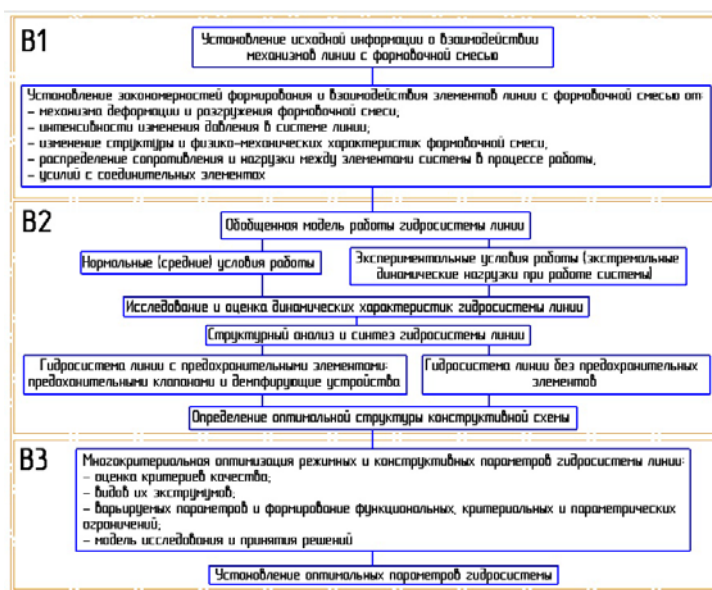 В1
Установление исходной информации о взаимодействии
механизмов линии с формовочной смесью
Установление закономерностей формирования и взаимодействия элементов линии с формовочной смесью от:
– механизма деформации и разгружения формовочной смеси,
– интенсивности изменения давления в системе линии;
– изменение структуры и физико-механических характеристик формовочной смеси,
– распределение сопротивления и нагрузки между элементами системы в процессе работы,
– усилий с соединительных элементах
В2
Обобщенная модель работы гидросистемы линии
Нормальные (средние) условия работы
Экспериментальные условия работы (экстремальные
динамические нагрузки при работе системы)
Исследование и оценка динамических характеристик гидросистемы линии
Структурный анализ и синтез гидросистемы линии
Гидросистема линии с предохранительными элементами:
предоханительными клапанами и демпфирующие устройства
Гидросистема линии без предохранительных
элементов
Определение оптимальной структуры конструктивной схемы
В3
Многокритериальная оптимизация режимных и конструктивных параметров гидросистемы линии:
– оценка критериев качества;
– видов их экструмумов;
– варьируемых параметров и формирование функциональных, критериальных и параметрических
ограничений;
– модель исследования и принятия решений
Установление оптимальных параметров гидросистемы